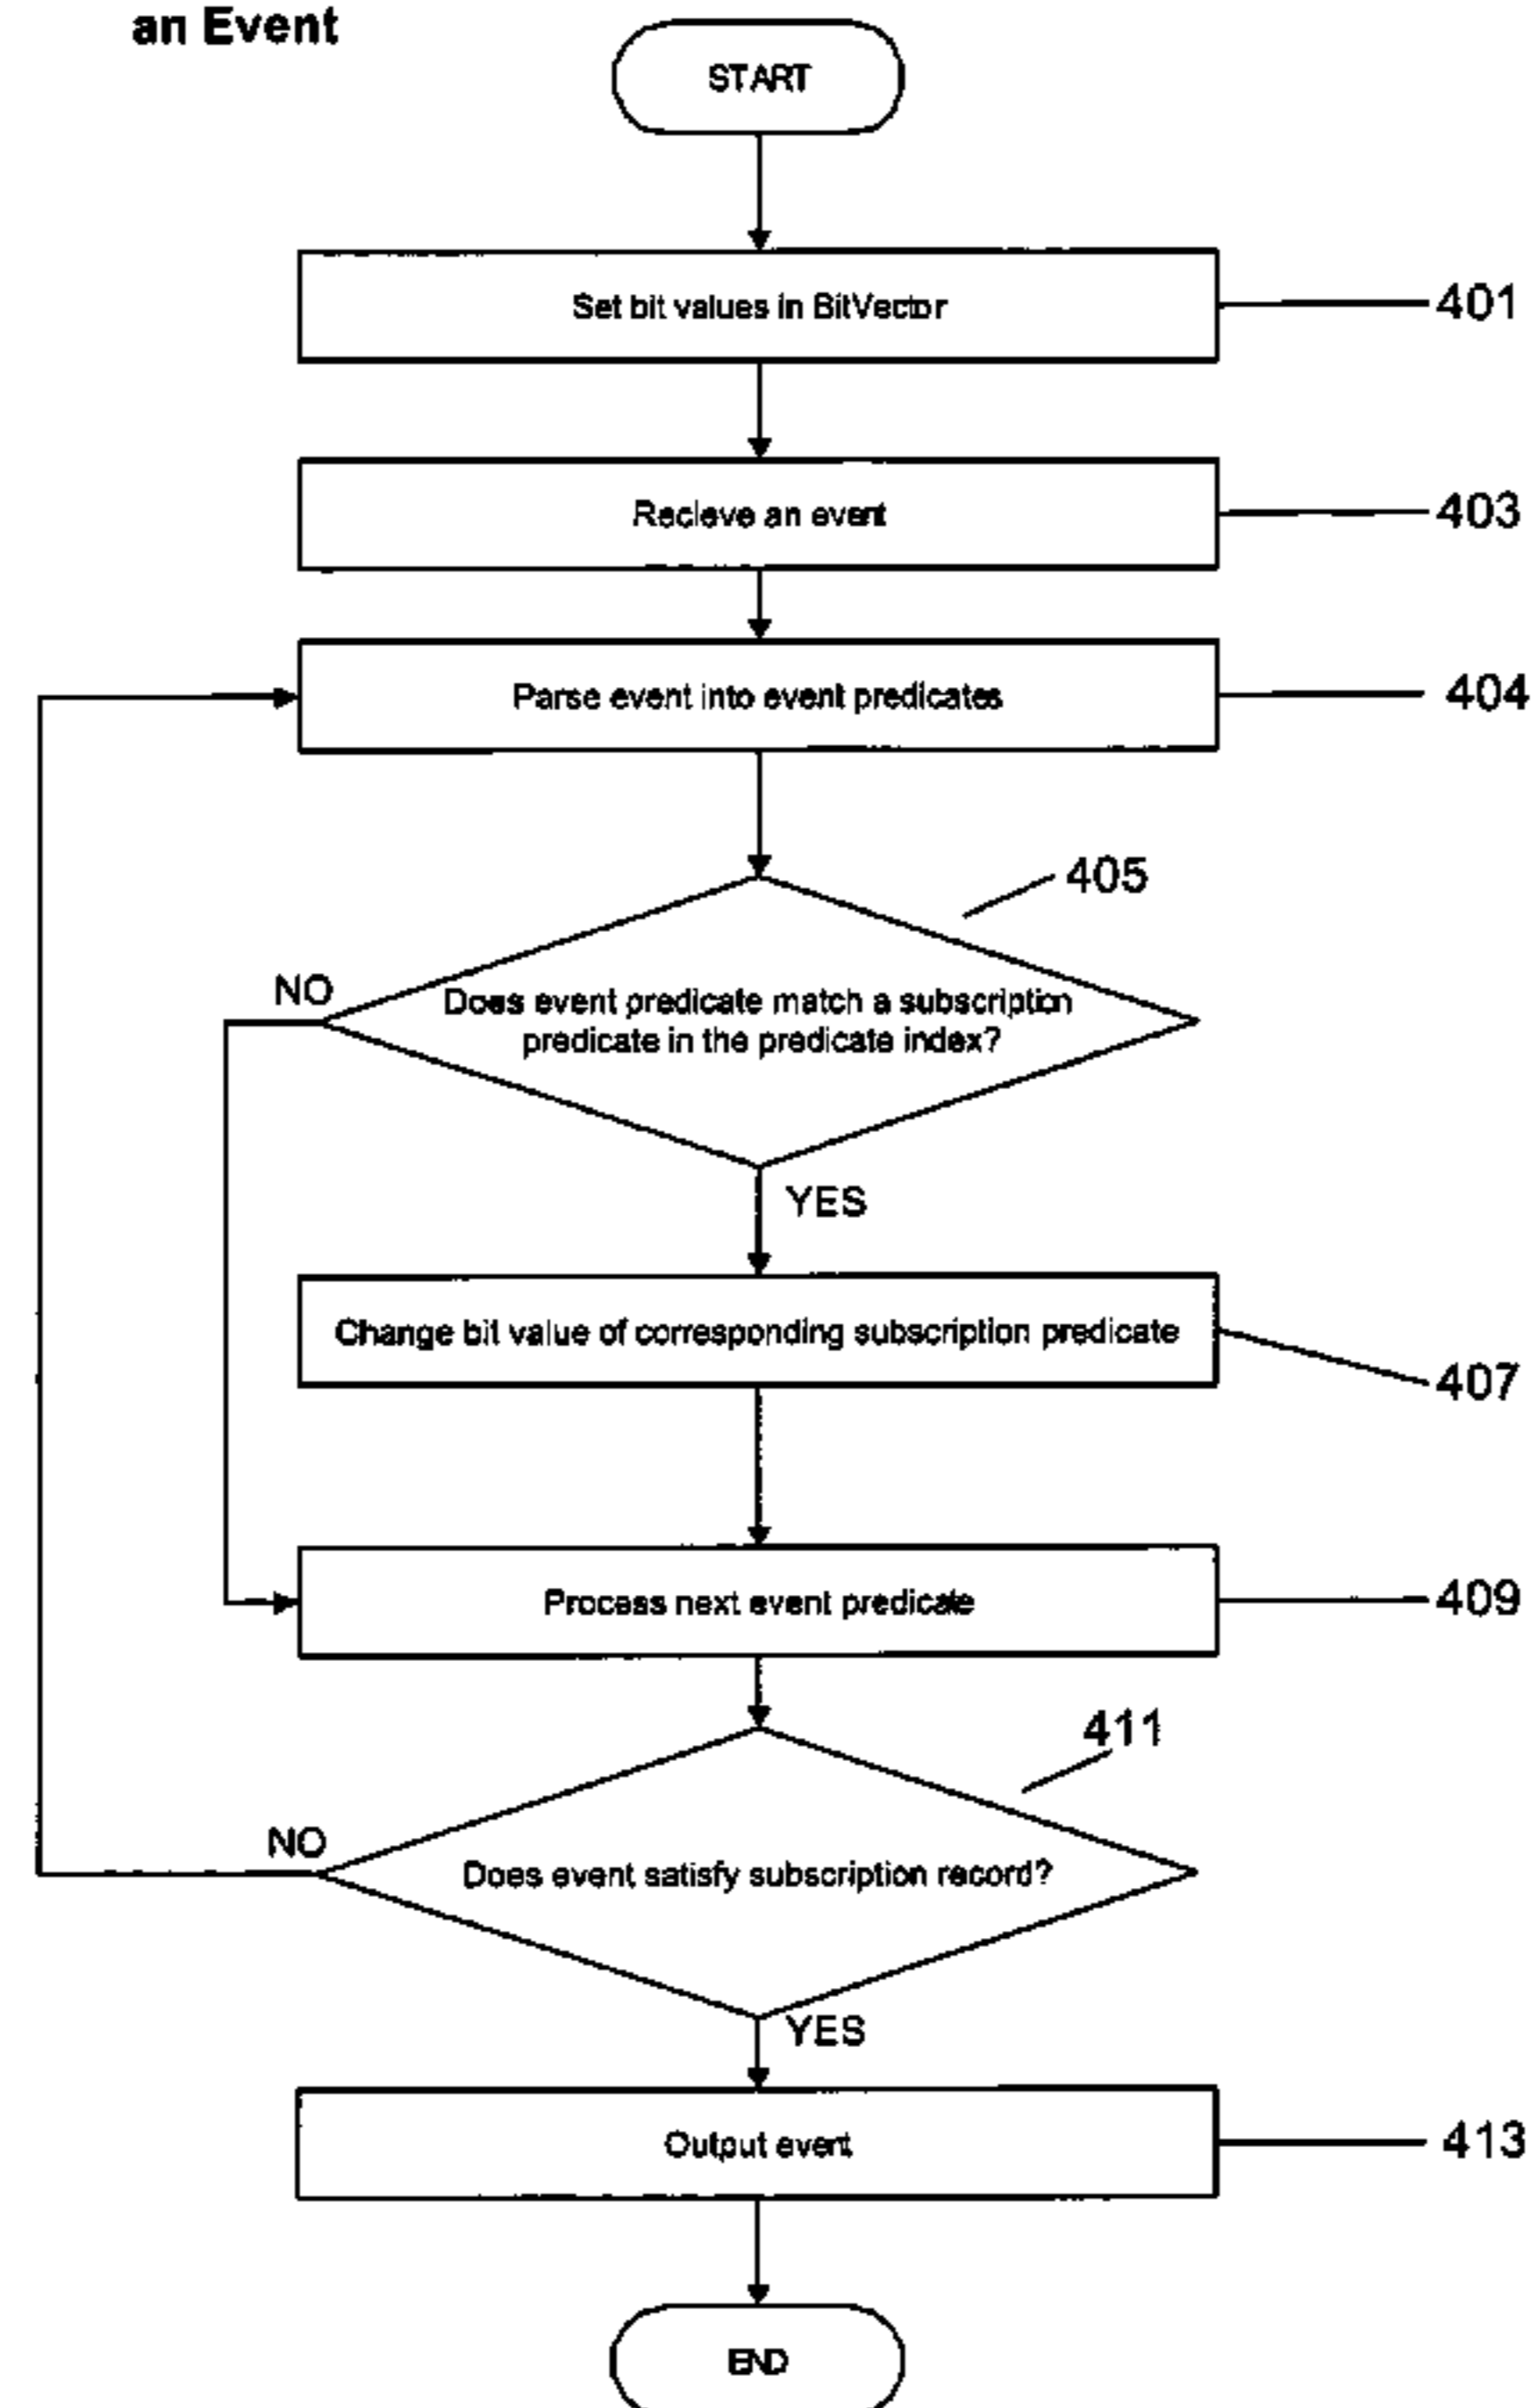 an Event
START
Set bit values in BitVector
401
Recieve an event
403
Parse event into event predicates
404
405
NO
Does event predicate match a subscription
predicate in the predicate index?
YES
Change bit value of corresponding subscription predicate
407
Process next event predicate
409
411
NO
Does event satisfy subscription record?
YES
Output event
413
END